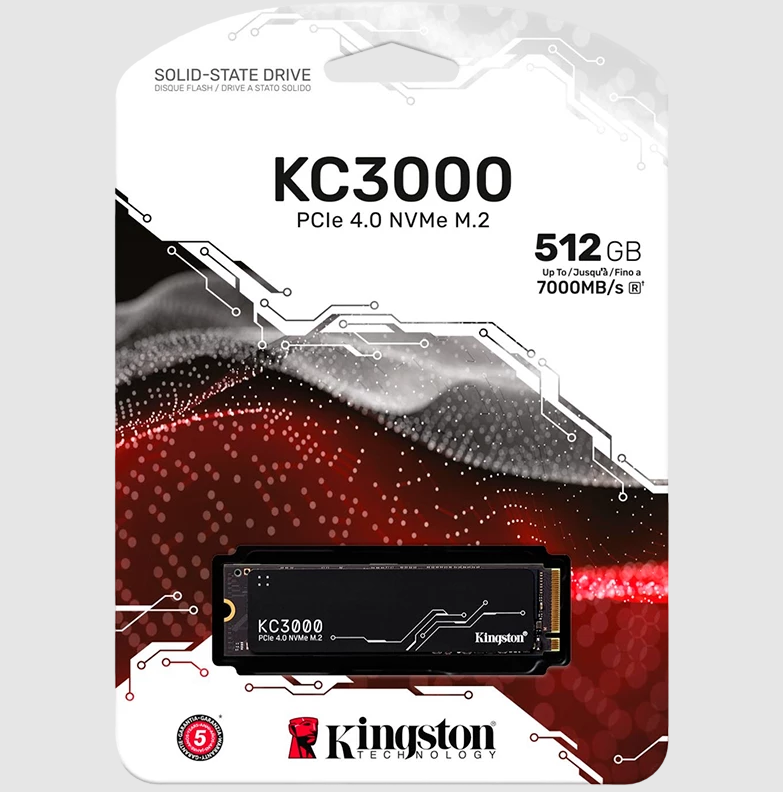 SOLID-STATE DRIVE
DISQUE FLASH / DRIVE A STATO SOLIDO
KC3000
PCIe 4.0 NVMe M.2
512 GB
Up To/Jusqu'à/Fino a
7000MB/s R†
KC3000
PCIe 4.0 NVMe M.2
Kingston®
5
Kingston®
TECHNOLOGY